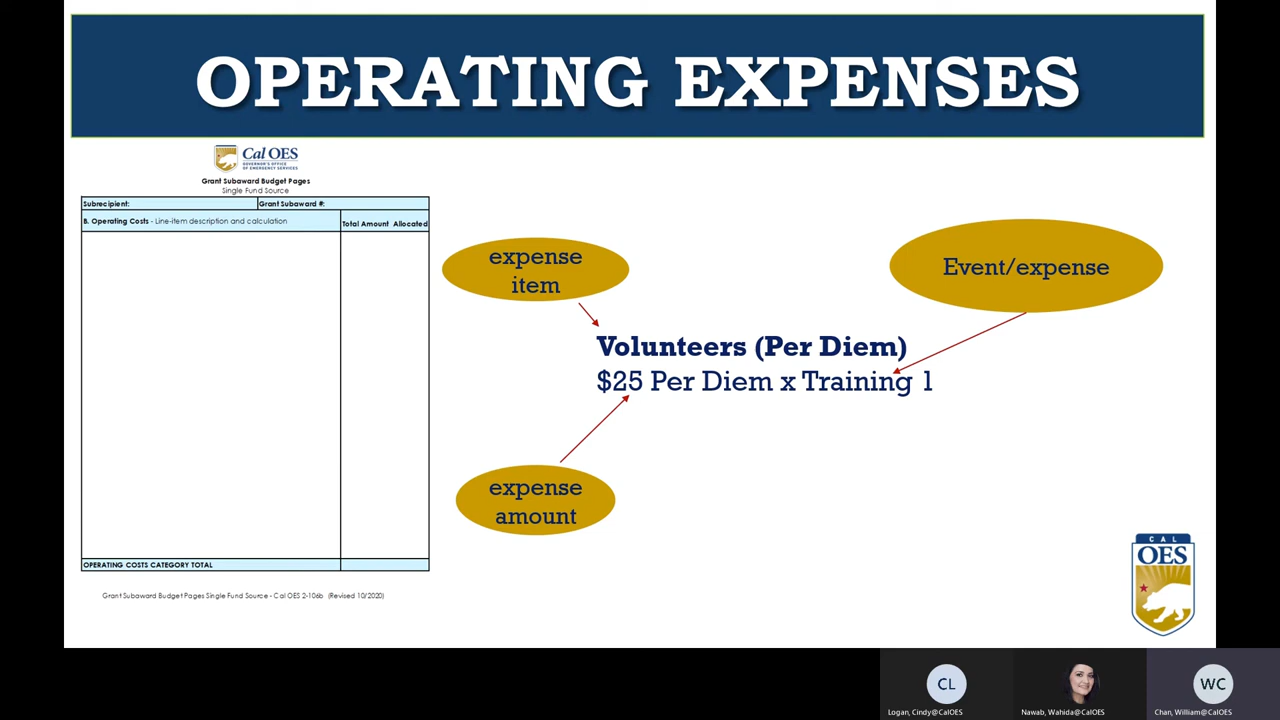 OPERATING EXPENSES
Cal OES
GOVERNOR'S OFFICE
OF EMERGENCY SERVICES
Grant Subaward Budget Pages
Single Fund Source
Subrecipient: Grant Subaward #:
B. Operating Costs - Line-item description and calculation
Total Amount Allocated
OPERATING COSTS CATEGORY TOTAL
Grant Subaward Budget Pages Single Fund Source - Cal OES 2-106b (Revised 10/2020)
expense
item
Event/expense
Volunteers (Per Diem)
$25 Per Diem x Training 1
expense
amount
CAL
OES
CL
WC
Logan, Cindy@CalOES
Nawab, Wahida@CalOES
Chan, William@CalOES